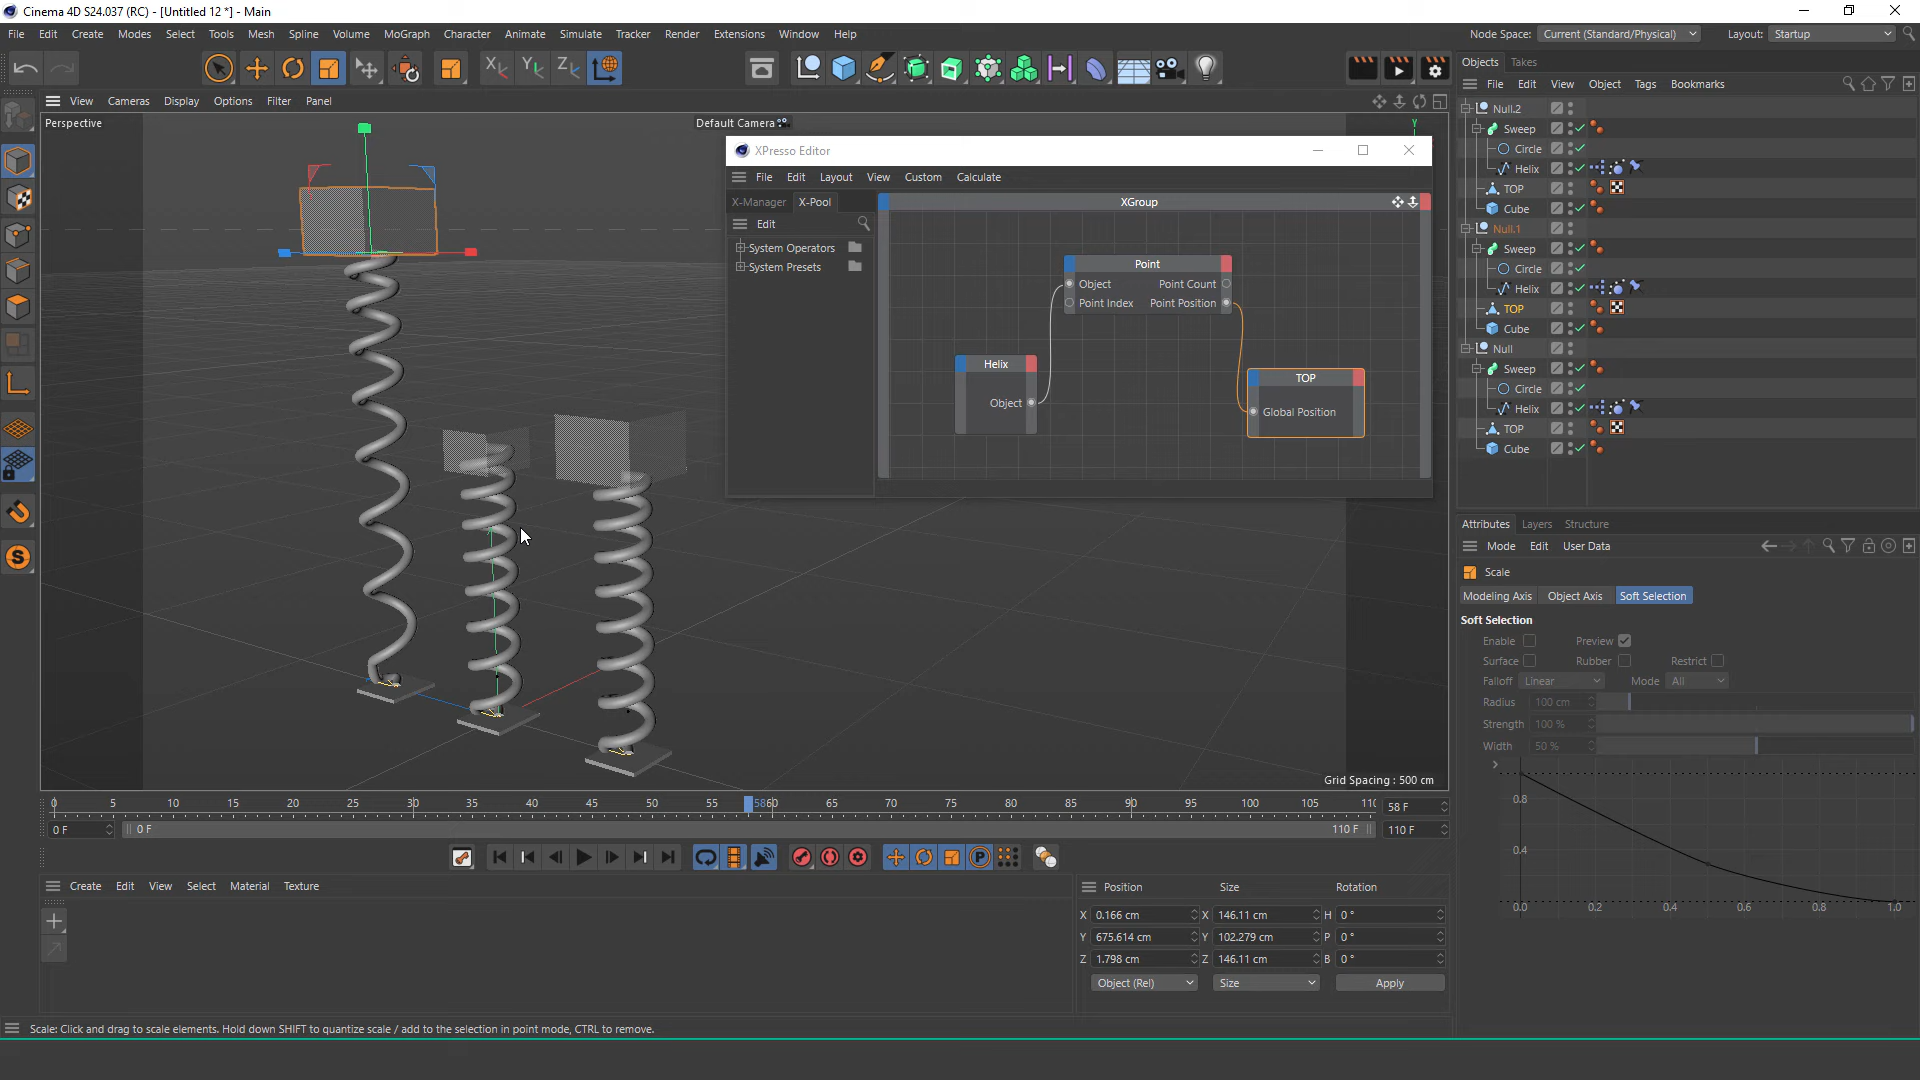 Cinema 4D S24.037 (RC) - [Untitled 12 *] - Main
File Edit Create Modes Select Tools Mesh Spline Volume MoGraph Character Animate Simulate Tracker Render Extensions Window Help
Node Space: Current (Standard/Physical) Layout: Startup
Objects Takes
File Edit View Object Tags Bookmarks
View Cameras Display Options Filter Panel
Perspective
Default Camera
Y
XPresso Editor
File Edit Layout View Custom Calculate
X-Manager X-Pool
Edit
System Operators
System Presets
XGroup
Point
Object Point Count
Point Index Point Position
Helix
Object
TOP
Global Position
Null.2
Sweep
Circle
Helix
TOP
Cube
Null.1
Sweep
Circle
Helix
TOP
Cube
Null
Sweep
Circle
Helix
TOP
Cube
Attributes Layers Structure
Mode Edit User Data
Scale
Modeling Axis Object Axis Soft Selection
Soft Selection
Enable Preview
Surface Rubber Restrict
Falloff Linear Mode All
Radius 100 cm
Strength 100 %
Width 50 %
0.8
0.4
0.0 0.2 0.4 0.6 0.8 1.0
Grid Spacing : 500 cm
0 5 10 15 20 25 30 35 40 45 50 55 5860 65 70 75 80 85 90 95 100 105 110
58 F
0 F 0 F 110 F 110 F
Create Edit View Select Material Texture
Position Size Rotation
X 0.166 cm X 146.11 cm H 0 °
Y 675.614 cm Y 102.279 cm P 0 °
Z 1.798 cm Z 146.11 cm B 0 °
Object (Rel) Size Apply
Scale: Click and drag to scale elements. Hold down SHIFT to quantize scale / add to the selection in point mode, CTRL to remove.